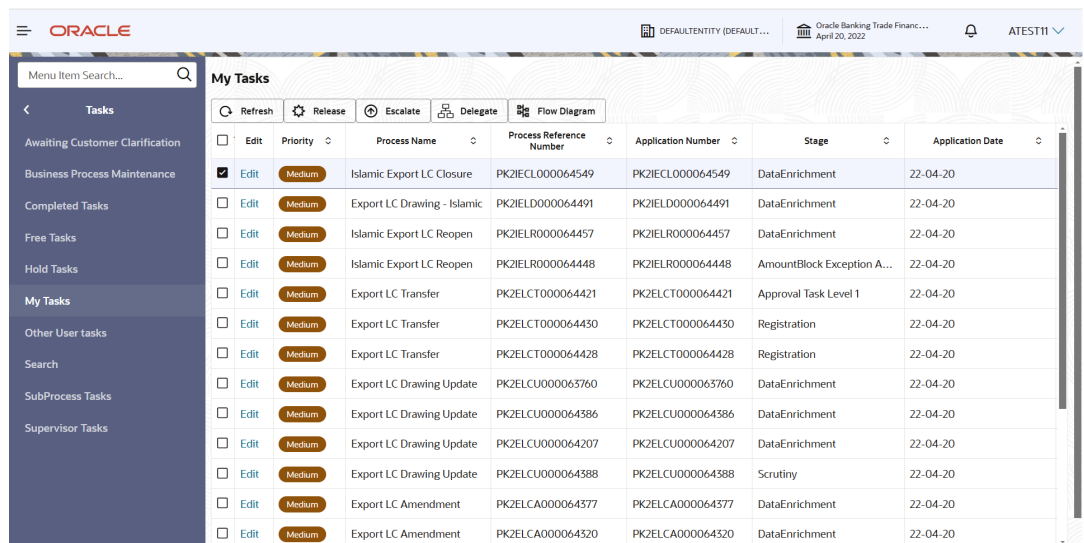 ORACLE
DEFAULTENTITY (DEFAULT...
Oracle Banking Trade Financ...
April 20, 2022
ATEST11
Menu Item Search...
Tasks
Awaiting Customer Clarification
Business Process Maintenance
Completed Tasks
Free Tasks
Hold Tasks
My Tasks
Other User tasks
Search
SubProcess Tasks
Supervisor Tasks
My Tasks
Refresh Release Escalate Delegate Flow Diagram
Edit Priority Process Name Process Reference Number Application Number Stage Application Date
Edit Medium Islamic Export LC Closure PK2IECL000064549 PK2IECL000064549 DataEnrichment 22-04-20
Edit Medium Export LC Drawing - Islamic PK2IELD000064491 PK2IELD000064491 DataEnrichment 22-04-20
Edit Medium Islamic Export LC Reopen PK2IELR000064457 PK2IELR000064457 DataEnrichment 22-04-20
Edit Medium Islamic Export LC Reopen PK2IELR000064448 PK2IELR000064448 AmountBlock Exception A... 22-04-20
Edit Medium Export LC Transfer PK2ELCT000064421 PK2ELCT000064421 Approval Task Level 1 22-04-20
Edit Medium Export LC Transfer PK2ELCT000064430 PK2ELCT000064430 Registration 22-04-20
Edit Medium Export LC Transfer PK2ELCT000064428 PK2ELCT000064428 Registration 22-04-20
Edit Medium Export LC Drawing Update PK2ELCU000063760 PK2ELCU000063760 DataEnrichment 22-04-20
Edit Medium Export LC Drawing Update PK2ELCU000064386 PK2ELCU000064386 DataEnrichment 22-04-20
Edit Medium Export LC Drawing Update PK2ELCU000064207 PK2ELCU000064207 DataEnrichment 22-04-20
Edit Medium Export LC Drawing Update PK2ELCU000064388 PK2ELCU000064388 Scrutiny 22-04-20
Edit Medium Export LC Amendment PK2ELCA000064377 PK2ELCA000064377 DataEnrichment 22-04-20
Edit Medium Export LC Amendment PK2ELCA000064320 PK2ELCA000064320 DataEnrichment 22-04-20